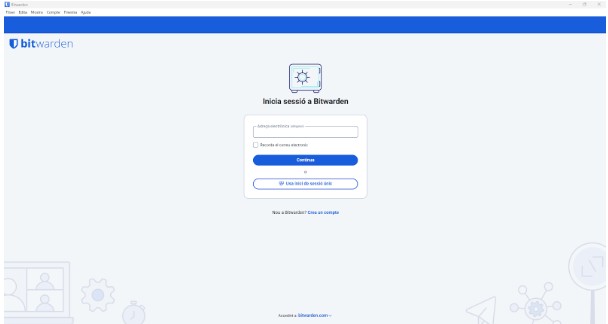 Bitwarden
Fitxer Edita Mostra Compte Finestra Ajuda
bitwarden
Inicia sessió a Bitwarden
Adreça electrònica (requerit)
Recorda el correu electrònic
Continua
o
Usa inici de sessió únic
Nou a Bitwarden? Crea un compte
Accedint a: bitwarden.com